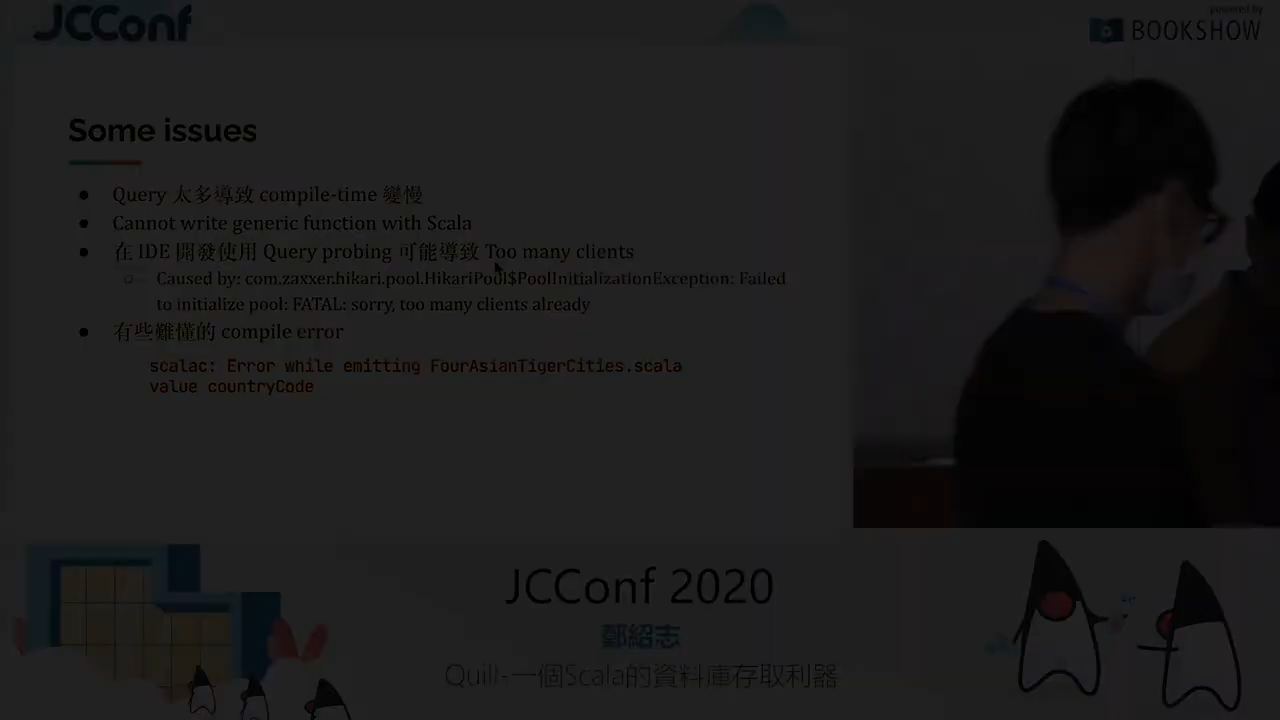 JCConf
powered by
BOOKSHOW
Some issues
● Query 太多導致 compile-time 變慢
● Cannot write generic function with Scala
● 在 IDE 開發使用 Query probing 可能導致 Too many clients
○ Caused by: com.zaxxer.hikari.pool.HikariPool$PoolInitializationException: Failed
to initialize pool: FATAL: sorry, too many clients already
● 有些難懂的 compile error
scalac: Error while emitting FourAsianTigerCities.scala
value countryCode
JCConf 2020
鄭紹志
Quill-一個Scala的資料庫存取利器